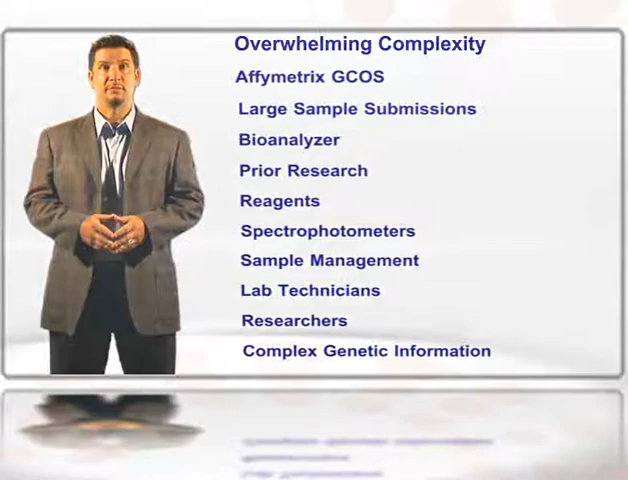 Overwhelming Complexity
Affymetrix GCOS
Large Sample Submissions
Bioanalyzer
Prior Research
Reagents
Spectrophotometers
Sample Management
Lab Technicians
Researchers
Complex Genetic Information